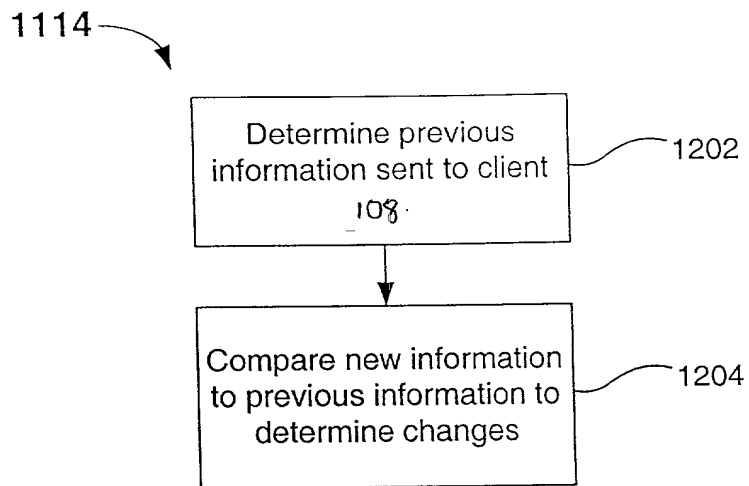 1114
Determine previous
information sent to client
108.
1202
Compare new information
to previous information to
determine changes
1204